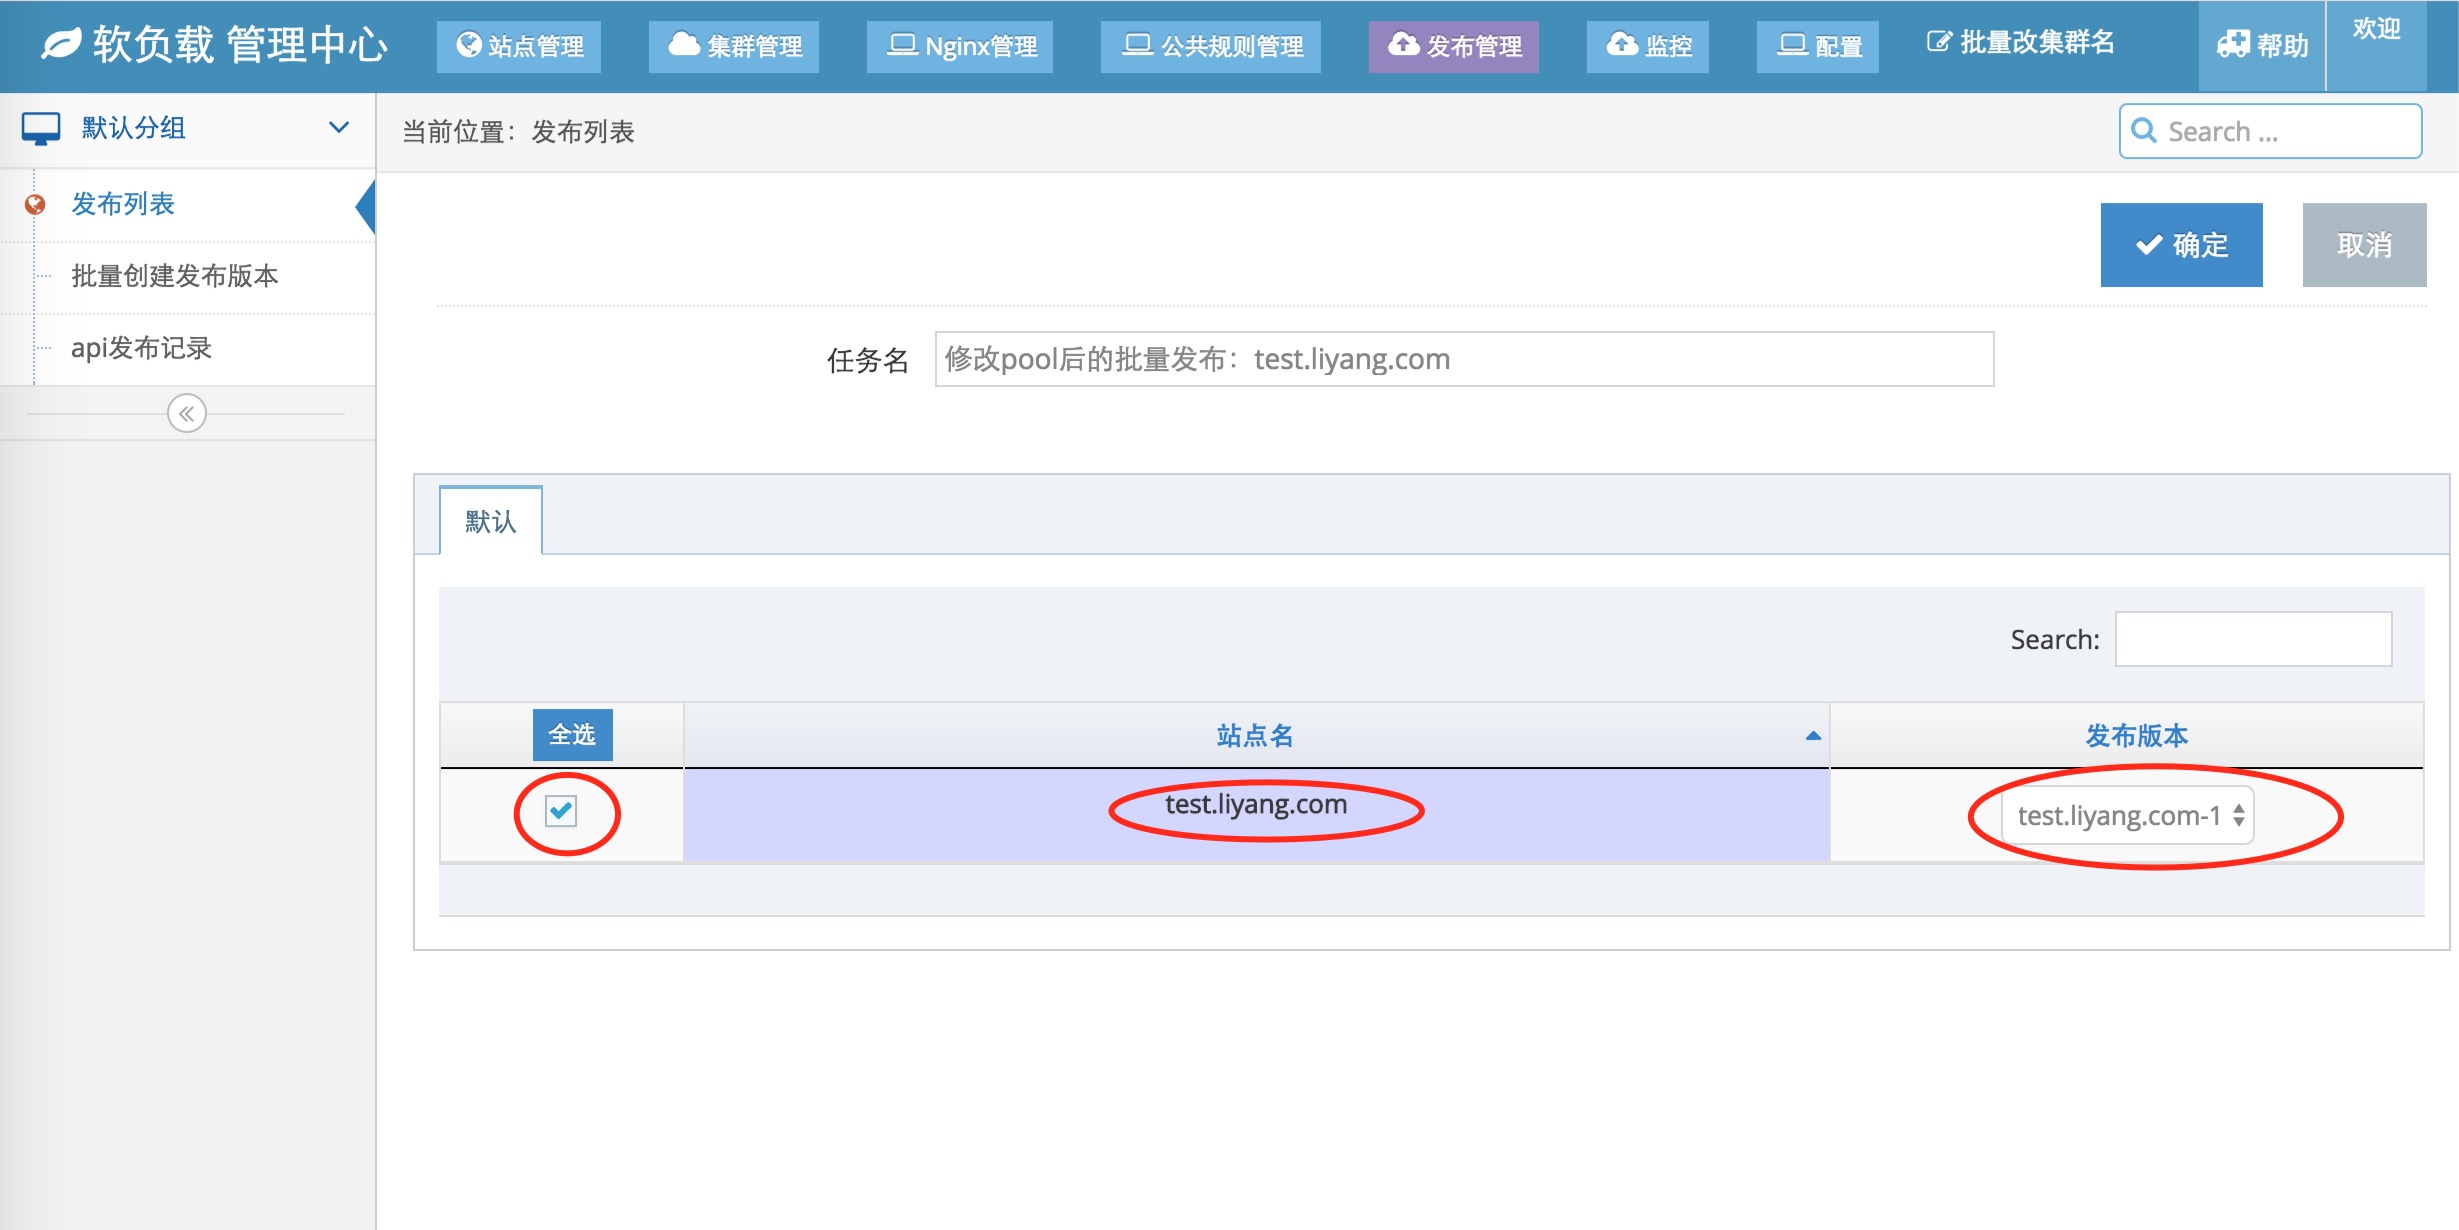 软负载 管理中心
站点管理
集群管理
Nginx管理
公共规则管理
发布管理
监控
配置
批量改集群名
帮助
欢迎
默认分组
发布列表
批量创建发布版本
api发布记录
当前位置：发布列表
Search ...
确定
取消
任务名
修改pool后的批量发布：test.liyang.com
默认
Search:
全选
站点名
发布版本
test.liyang.com
test.liyang.com-1